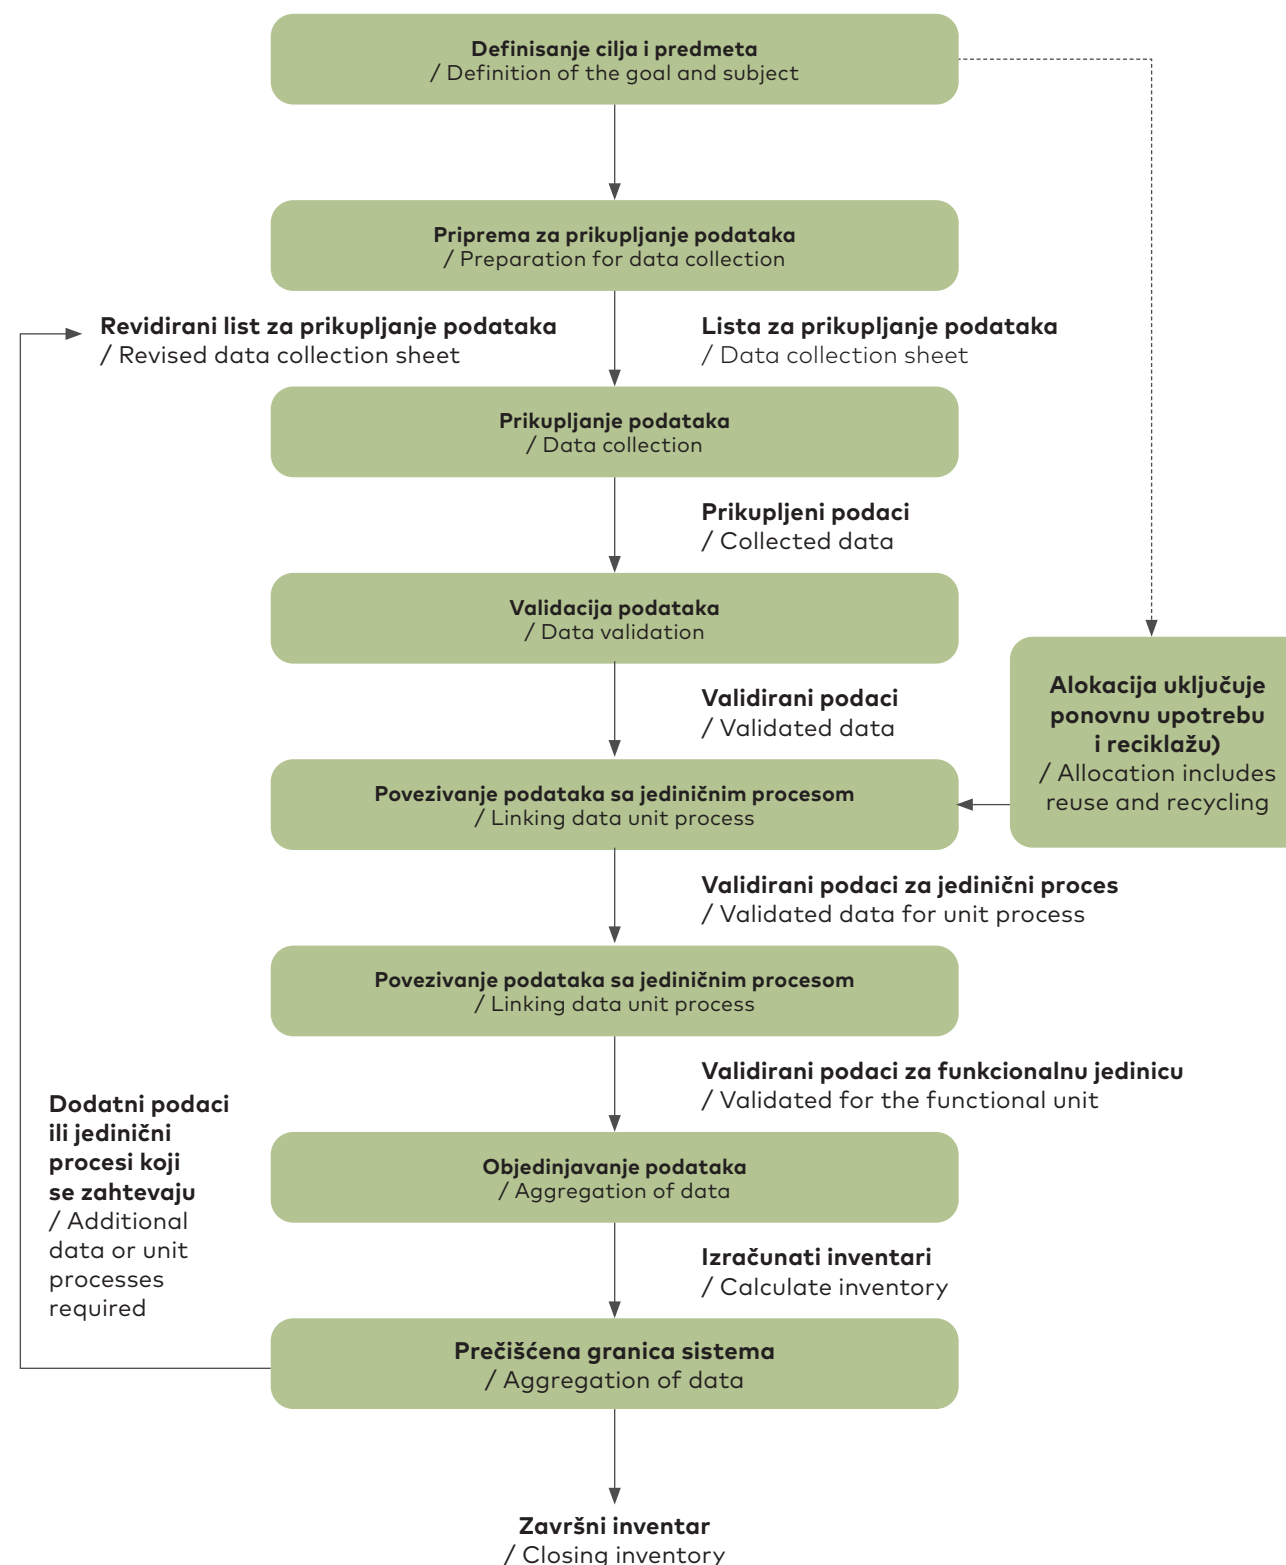 Definisanje cilja i predmeta
/ Definition of the goal and subject
Priprema za prikupljanje podataka
/ Preparation for data collection
Revidirani list za prikupljanje podataka
/ Revised data collection sheet
Lista za prikupljanje podataka
/ Data collection sheet
Prikupljanje podataka
/ Data collection
Prikupljeni podaci
/ Collected data
Validacija podataka
/ Data validation
Validirani podaci
/ Validated data
Alokacija uključuje
ponovnu upotrebu
i reciklažu)
/ Allocation includes
reuse and recycling
Povezivanje podataka sa jediničnim procesom
/ Linking data unit process
Validirani podaci za jedinični proces
/ Validated data for unit process
Povezivanje podataka sa jediničnim procesom
/ Linking data unit process
Validirani podaci za funkcionalnu jedinicu
/ Validated for the functional unit
Dodatni podaci
ili jedinični
procesi koji
se zahtevaju
/ Additional
data or unit
processes
required
Objedinjavanje podataka
/ Aggregation of data
Izračunati inventari
/ Calculate inventory
Prečišćena granica sistema
/ Aggregation of data
Završni inventar
/ Closing inventory